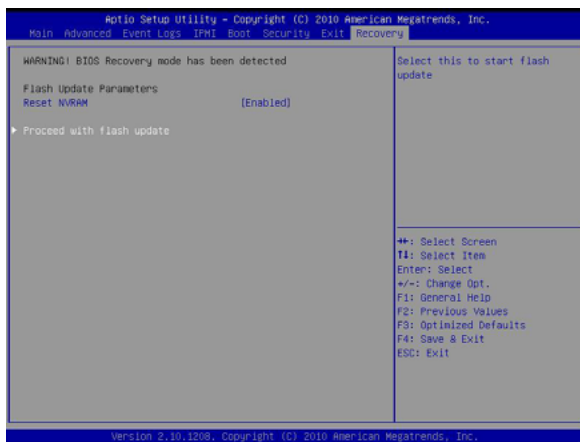 Aptio Setup Utility – Copyright (C) 2010 American Megatrends, Inc.
Main Advanced Event Logs IPMI Boot Security Exit Recovery
WARNING! BIOS Recovery mode has been detected
Flash Update Parameters
Reset NVRAM [Enabled]
▶ Proceed with flash update
Select this to start flash
update
→←: Select Screen
↑↓: Select Item
Enter: Select
+/-: Change Opt.
F1: General Help
F2: Previous Values
F3: Optimized Defaults
F4: Save & Exit
ESC: Exit
Version 2.10.1208. Copyright (C) 2010 American Megatrends, Inc.